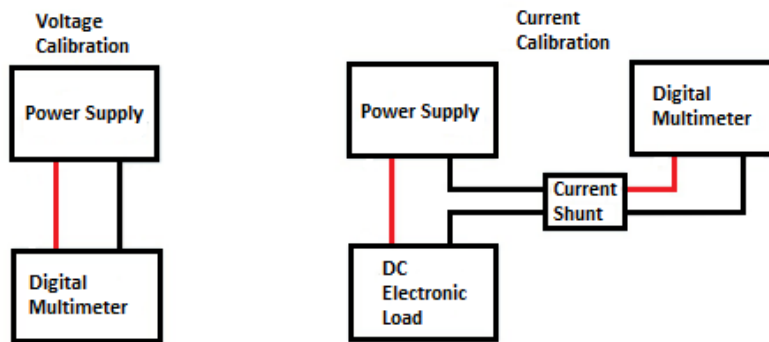 Voltage
Calibration
Power Supply
Digital
Multimeter
Current
Calibration
Power Supply
Digital
Multimeter
Current
Shunt
DC
Electronic
Load